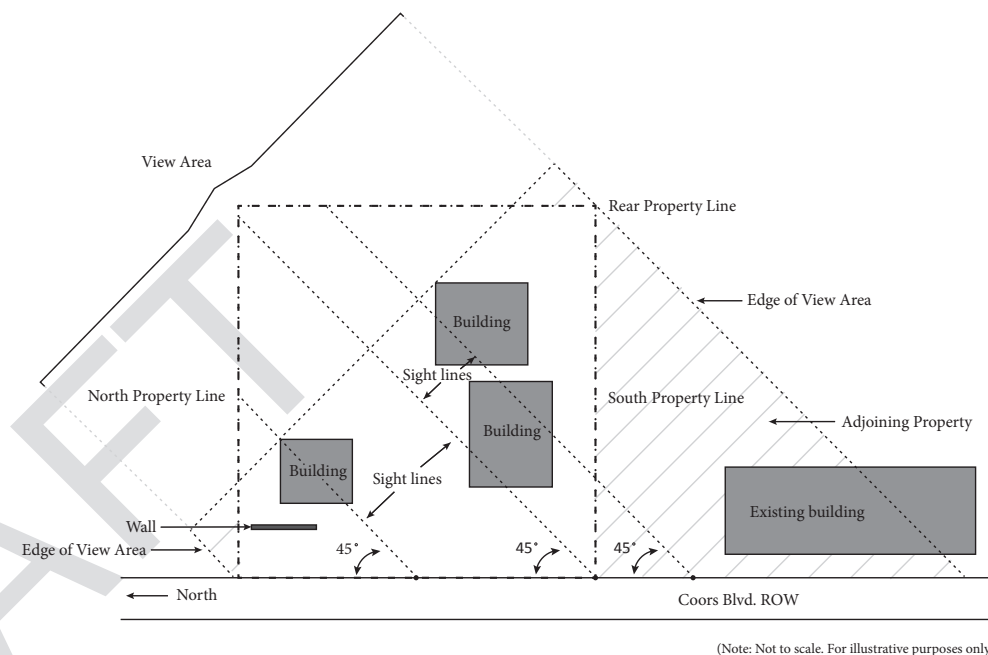 View Area
Rear Property Line
Edge of View Area
Building
Sight lines
North Property Line
South Property Line
Adjoining Property
Building
Building
Sight lines
Existing building
Wall
Edge of View Area
45°
45°
45°
North
Coors Blvd. ROW
(Note: Not to scale. For illustrative purposes only
AFT